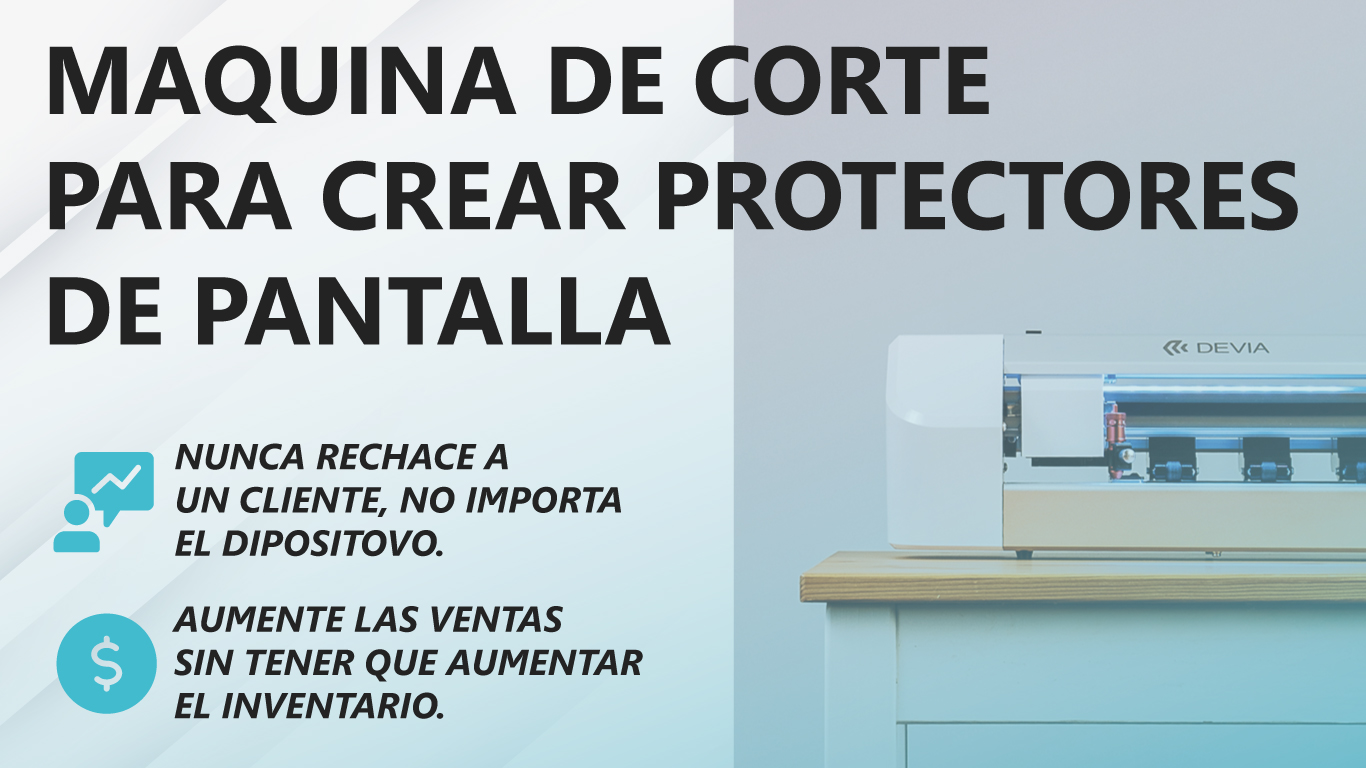 MAQUINA DE CORTE
PARA CREAR PROTECTORES
DE PANTALLA
DEVIA
NUNCA RECHACE A
UN CLIENTE, NO IMPORTA
EL DIPOSITOVO.
$
AUMENTE LAS VENTAS
SIN TENER QUE AUMENTAR
EL INVENTARIO.